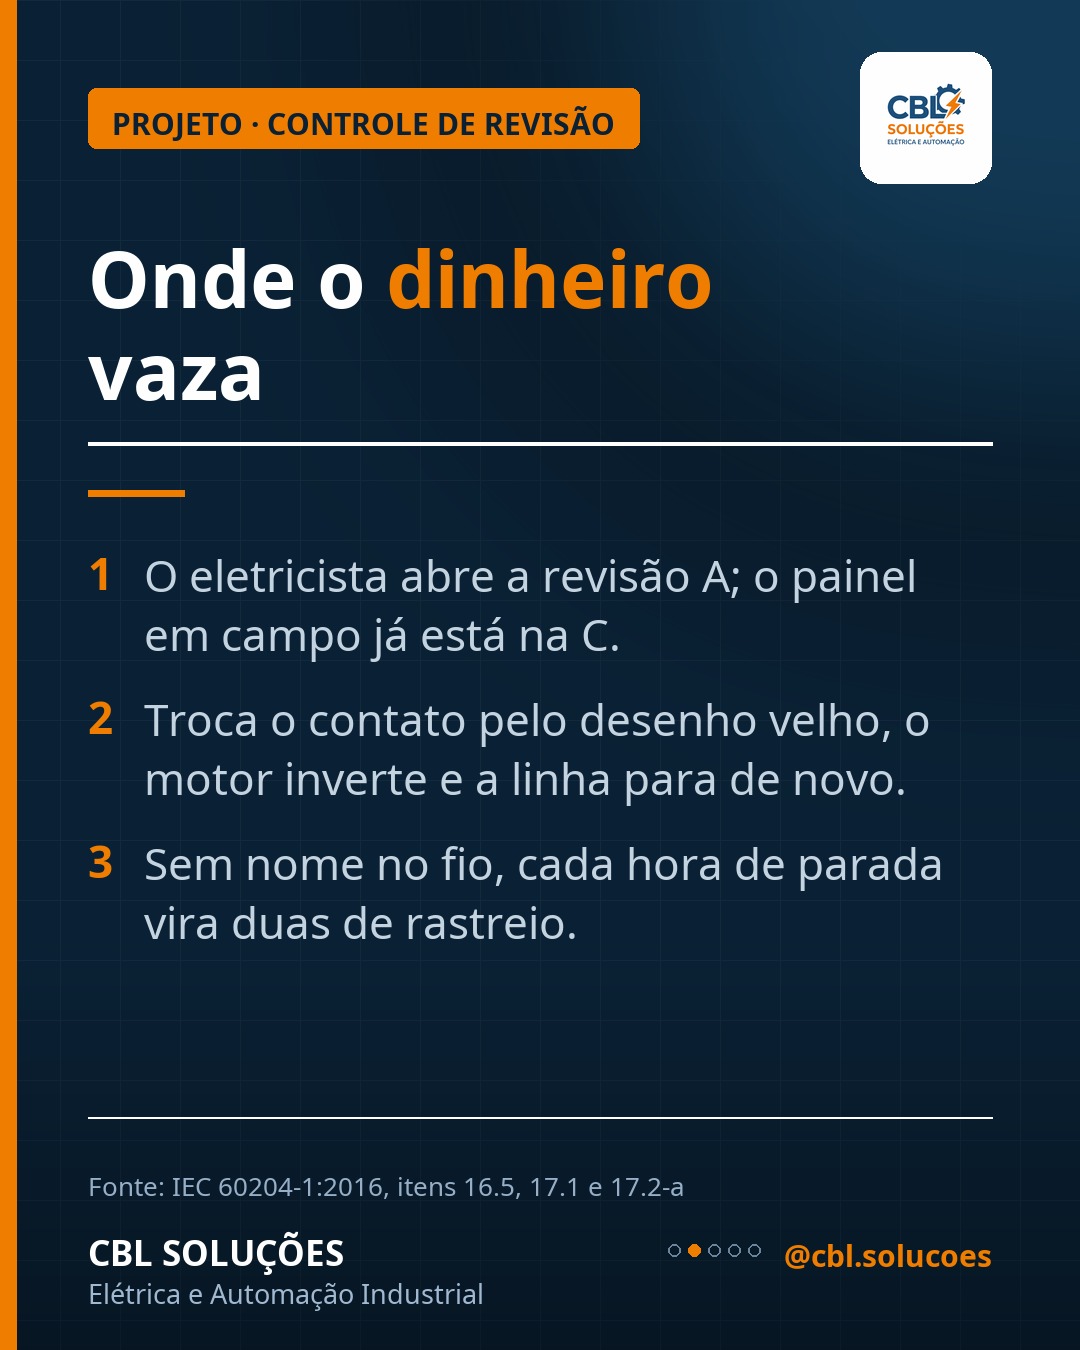 PROJETO · CONTROLE DE REVISÃO
CBL
SOLUÇÕES
ELÉTRICA E AUTOMAÇÃO
Onde o dinheiro
vaza
1 O eletricista abre a revisão A; o painel
em campo já está na C.
2 Troca o contato pelo desenho velho, o
motor inverte e a linha para de novo.
3 Sem nome no fio, cada hora de parada
vira duas de rastreio.
Fonte: IEC 60204-1:2016, itens 16.5, 17.1 e 17.2-a
CBL SOLUÇÕES
@cbl.solucoes
Elétrica e Automação Industrial